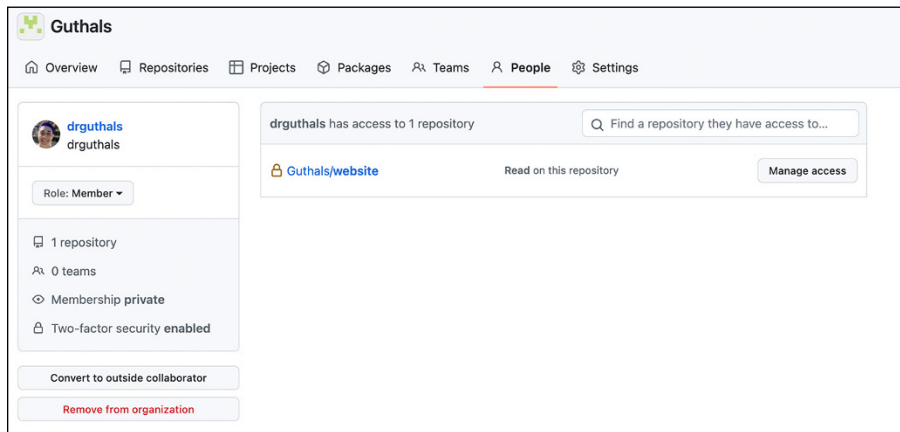 Guthals
Overview Repositories Projects Packages Teams People Settings
drguthals
drguthals
Role: Member
1 repository
0 teams
Membership private
Two-factor security enabled
Convert to outside collaborator
Remove from organization
drguthals has access to 1 repository
Find a repository they have access to...
Guthals/website
Read on this repository
Manage access